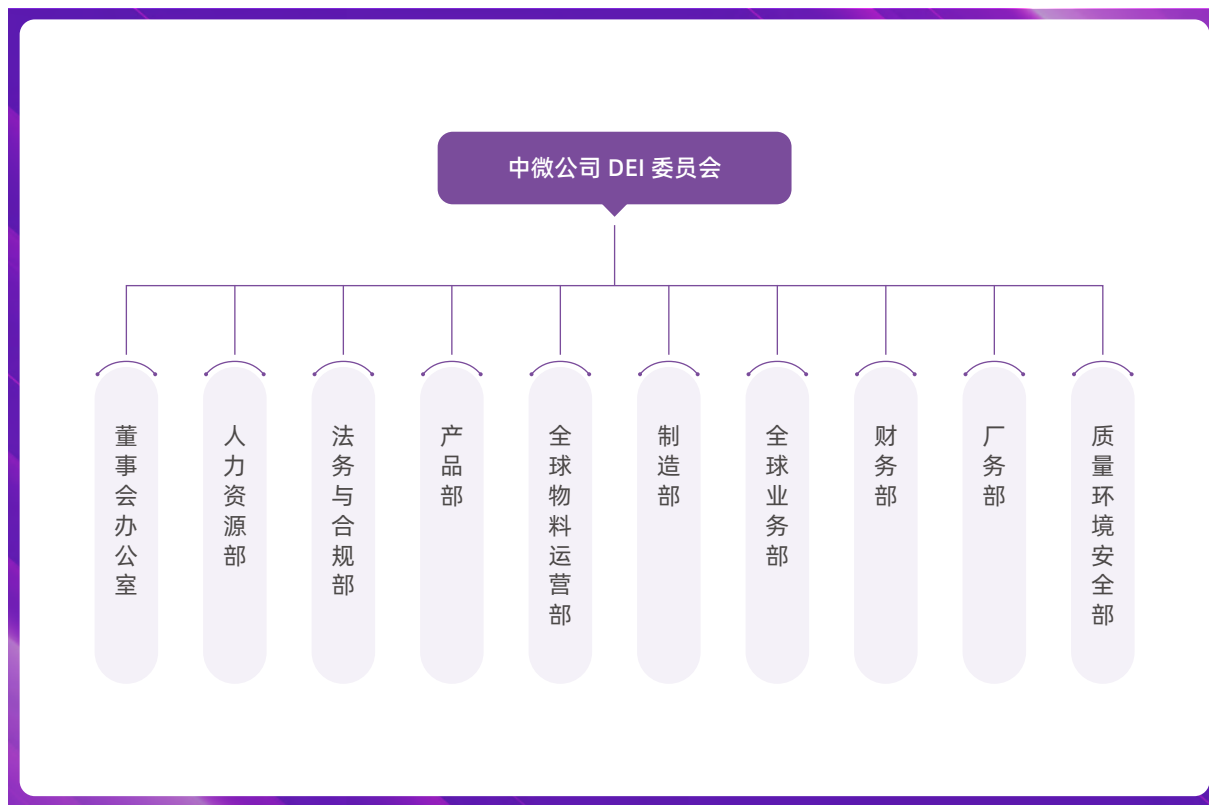 中微公司 DEI 委员会
董事会办公室
人力资源部
法务与合规部
产品部
全球物料运营部
制造部
全球业务部
财务部
厂务部
质量环境安全部